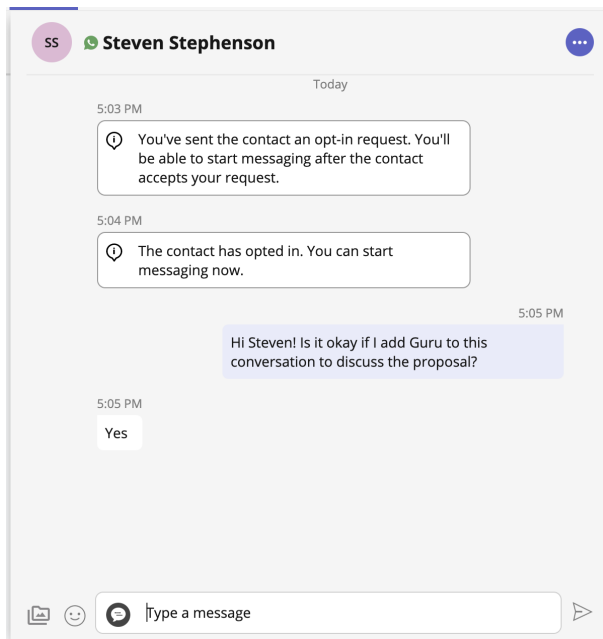 SS
Steven Stephenson
Today
5:03 PM
You've sent the contact an opt-in request. You'll
be able to start messaging after the contact
accepts your request.
5:04 PM
The contact has opted in. You can start
messaging now.
5:05 PM
Hi Steven! Is it okay if I add Guru to this
conversation to discuss the proposal?
5:05 PM
Yes
Type a message